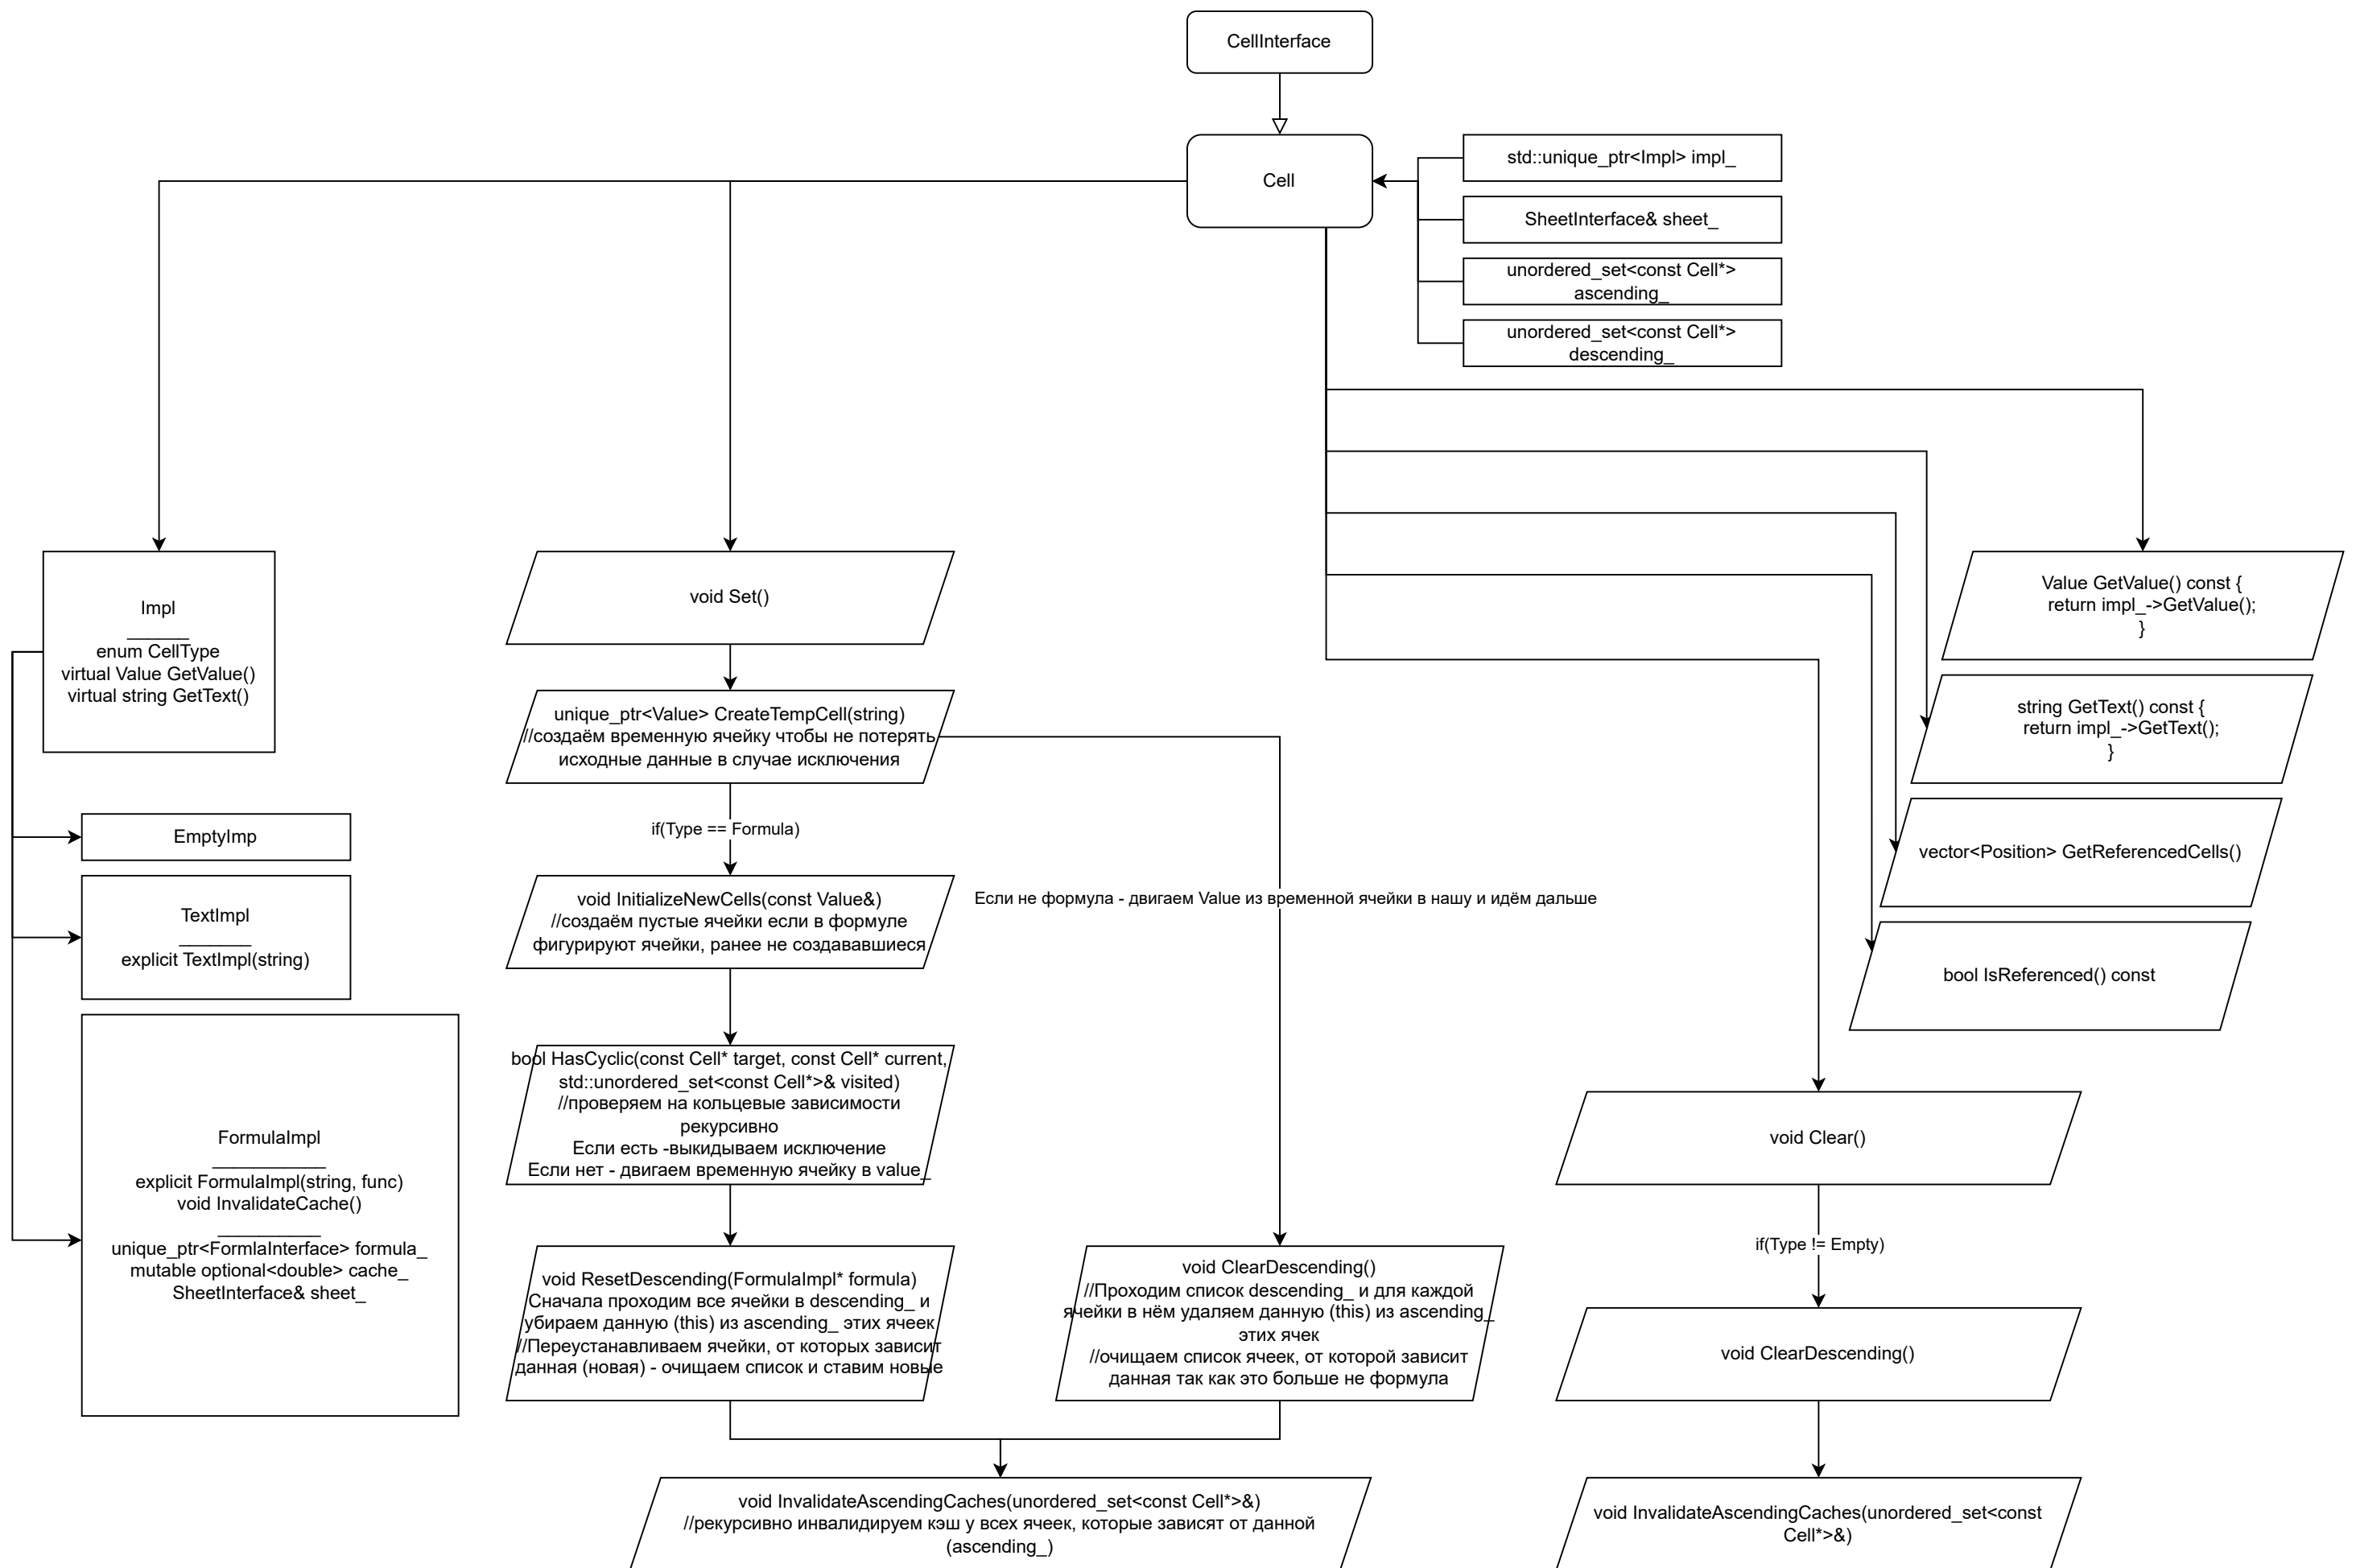 CellInterface
Cell
std::unique_ptr<Impl> impl_
SheetInterface& sheet_
unordered_set<const Cell*>
ascending_
unordered_set<const Cell*>
descending_
Impl
______
enum CellType
virtual Value GetValue()
virtual string GetText()
EmptyImp
TextImpl
_______
explicit TextImpl(string)
FormulaImpl
___________
explicit FormulaImpl(string, func)
void InvalidateCache()
__________
unique_ptr<FormlaInterface> formula_
mutable optional<double> cache_
SheetInterface& sheet_
void Set()
unique_ptr<Value> CreateTempCell(string)
//создаём временную ячейку чтобы не потерять
исходные данные в случае исключения
if(Type == Formula)
void InitializeNewCells(const Value&)
//создаём пустые ячейки если в формуле
фигурируют ячейки, ранее не создававшиеся
bool HasCyclic(const Cell* target, const Cell* current,
std::unordered_set<const Cell*>& visited)
//проверяем на кольцевые зависимости
рекурсивно
Если есть -выкидываем исключение
Если нет - двигаем временную ячейку в value_
void ResetDescending(FormulaImpl* formula)
Сначала проходим все ячейки в descending_ и
убираем данную (this) из ascending_ этих ячеек
//Переустанавливаем ячейки, от которых зависит
данная (новая) - очищаем список и ставим новые
Если не формула - двигаем Value из временной ячейки в нашу и идём дальше
void ClearDescending()
//Проходим список descending_ и для каждой
ячейки в нём удаляем данную (this) из ascending_
этих ячек
//очищаем список ячеек, от которой зависит
данная так как это больше не формула
void InvalidateAscendingCaches(unordered_set<const Cell*>&)
//рекурсивно инвалидируем кэш у всех ячеек, которые зависят от данной
(ascending_)
Value GetValue() const {
return impl_->GetValue();
}
string GetText() const {
return impl_->GetText();
}
vector<Position> GetReferencedCells()
bool IsReferenced() const
void Clear()
if(Type != Empty)
void ClearDescending()
void InvalidateAscendingCaches(unordered_set<const
Cell*>&)